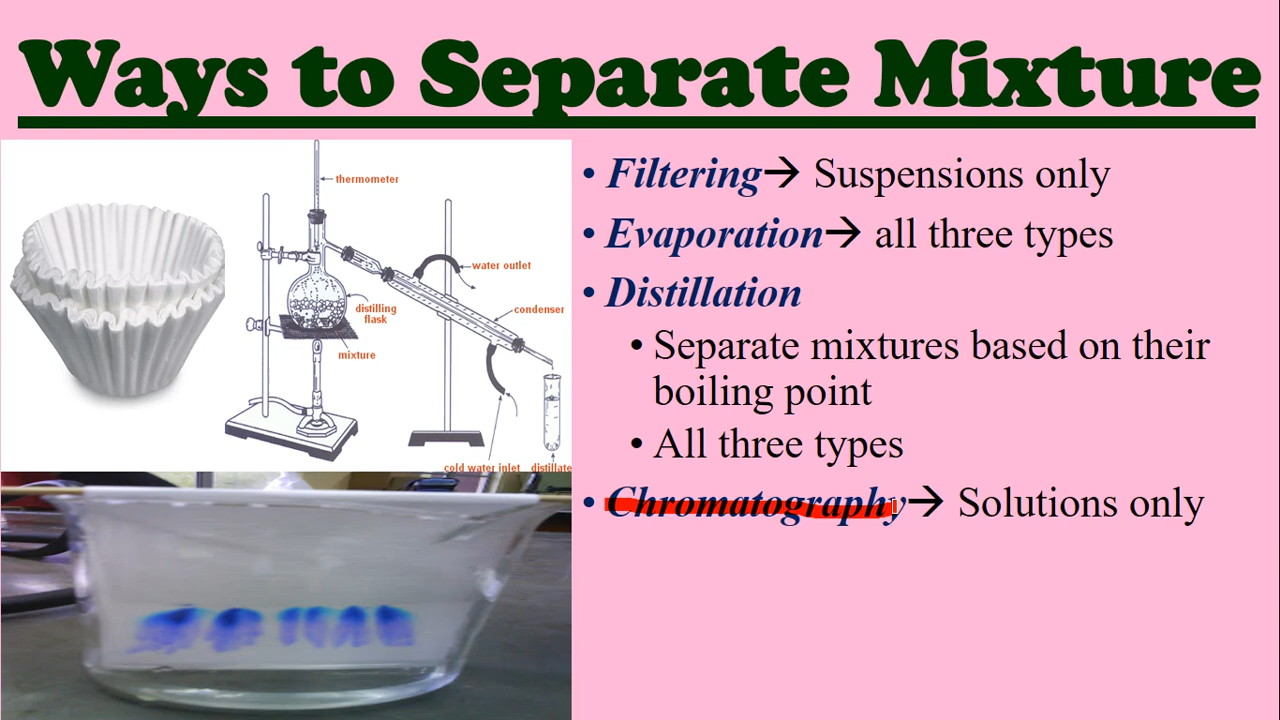 Ways to Separate Mixture
• Filtering→ Suspensions only
• Evaporation→ all three types
• Distillation
• Separate mixtures based on their
boiling point
• All three types
• Chromatography→ Solutions only
thermometer
water outlet
condenser
distilling
flask
mixture
cold water inlet
distillate